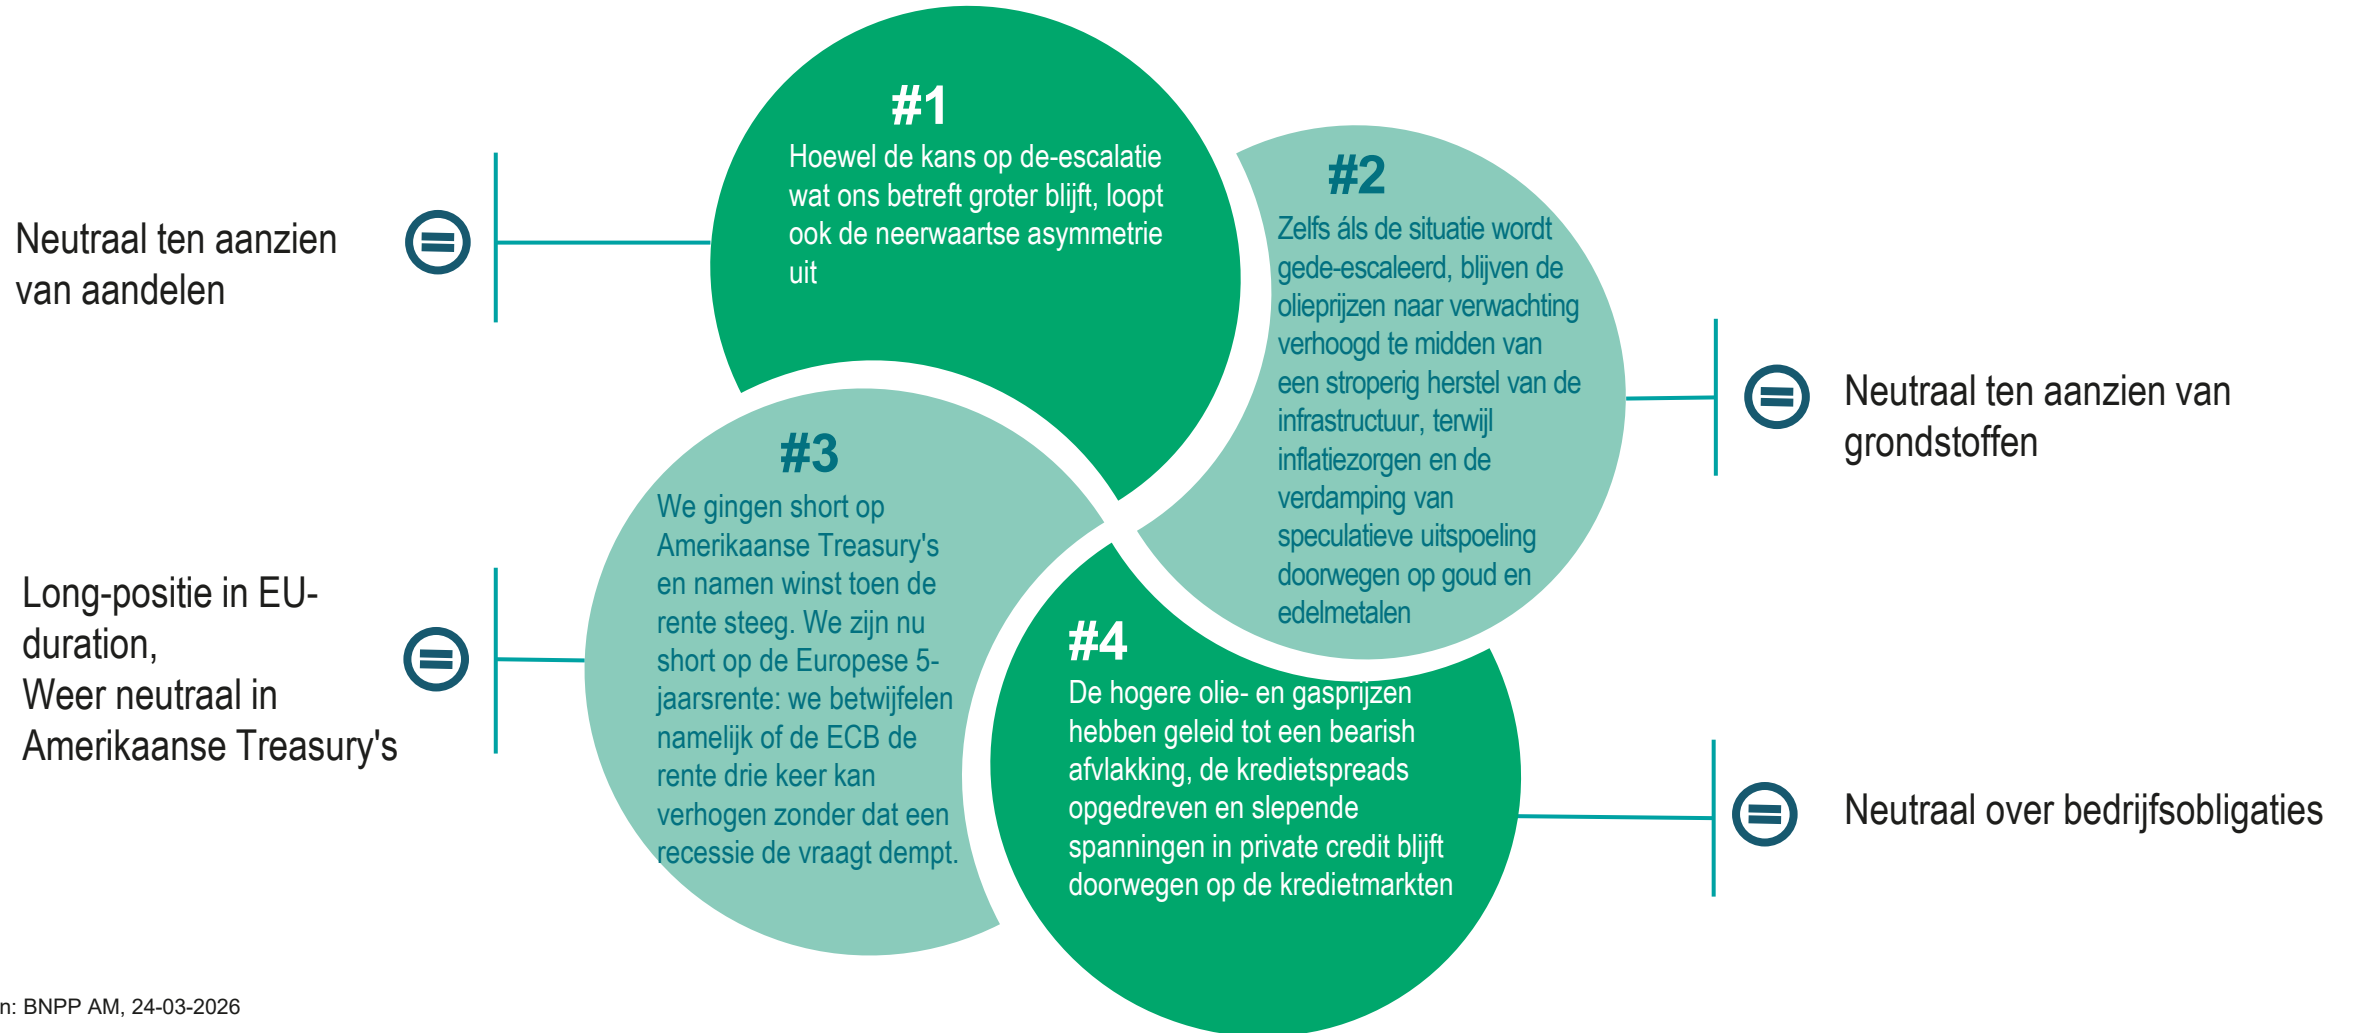 #1
Hoewel de kans op de-escalatie
wat ons betreft groter blijft, loopt
ook de neerwaartse asymmetrie
uit
Neutraal ten aanzien
van aandelen
#2
Zelfs áls de situatie wordt
gede-escaleerd, blijven de
olieprijzen naar verwachting
verhoogd te midden van
een stroperig herstel van de
infrastructuur, terwijl
inflatiezorgen en de
verdamping van
speculatieve uitspoeling
doorwegen op goud en
edelmetalen
Neutraal ten aanzien van
grondstoffen
#3
We gingen short op
Amerikaanse Treasury's
en namen winst toen de
rente steeg. We zijn nu
short op de Europese 5-
jaarsrente: we betwijfelen
namelijk of de ECB de
rente drie keer kan
verhogen zonder dat een
recessie de vraagt dempt.
Long-positie in EU-
duration,
Weer neutraal in
Amerikaanse Treasury's
#4
De hogere olie- en gasprijzen
hebben geleid tot een bearish
afvlakking, de kredietspreads
opgedreven en slepende
spanningen in private credit blijft
doorwegen op de kredietmarkten
Neutraal over bedrijfsobligaties
n: BNPP AM, 24-03-2026